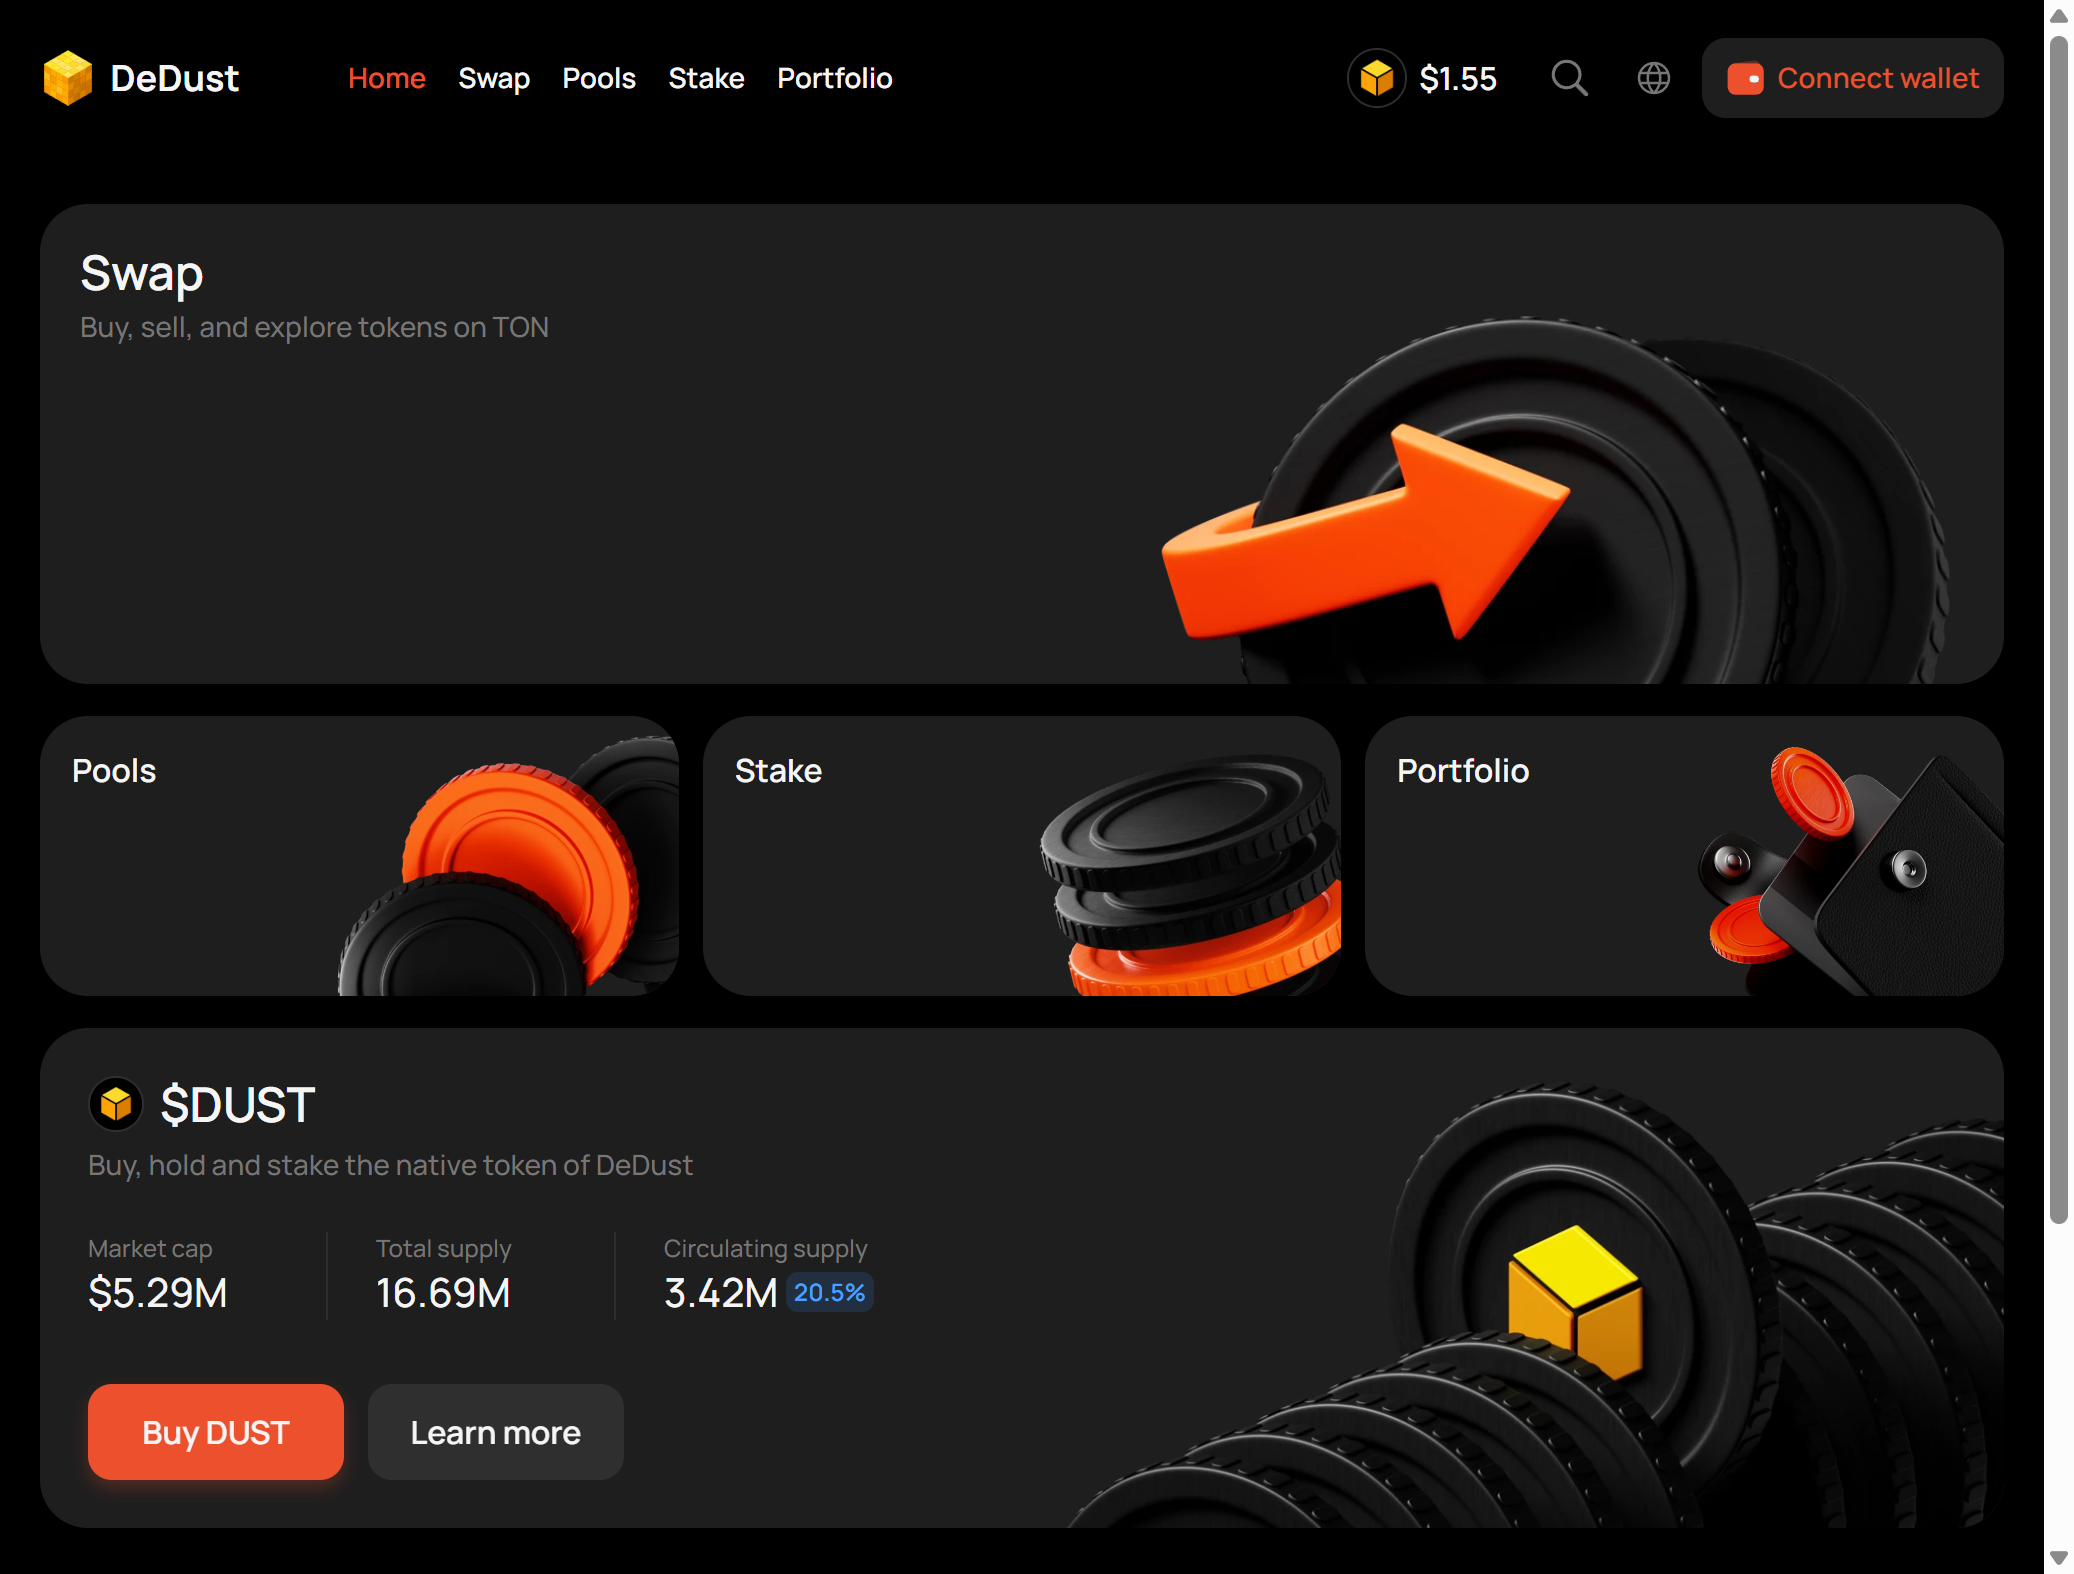 DeDust
Home Swap Pools Stake Portfolio
$1.55
Connect wallet
Swap
Buy, sell, and explore tokens on TON
Pools
Stake
Portfolio
$DUST
Buy, hold and stake the native token of DeDust
Market cap
$5.29M
Total supply
16.69M
Circulating supply
3.42M 20.5%
Buy DUST
Learn more